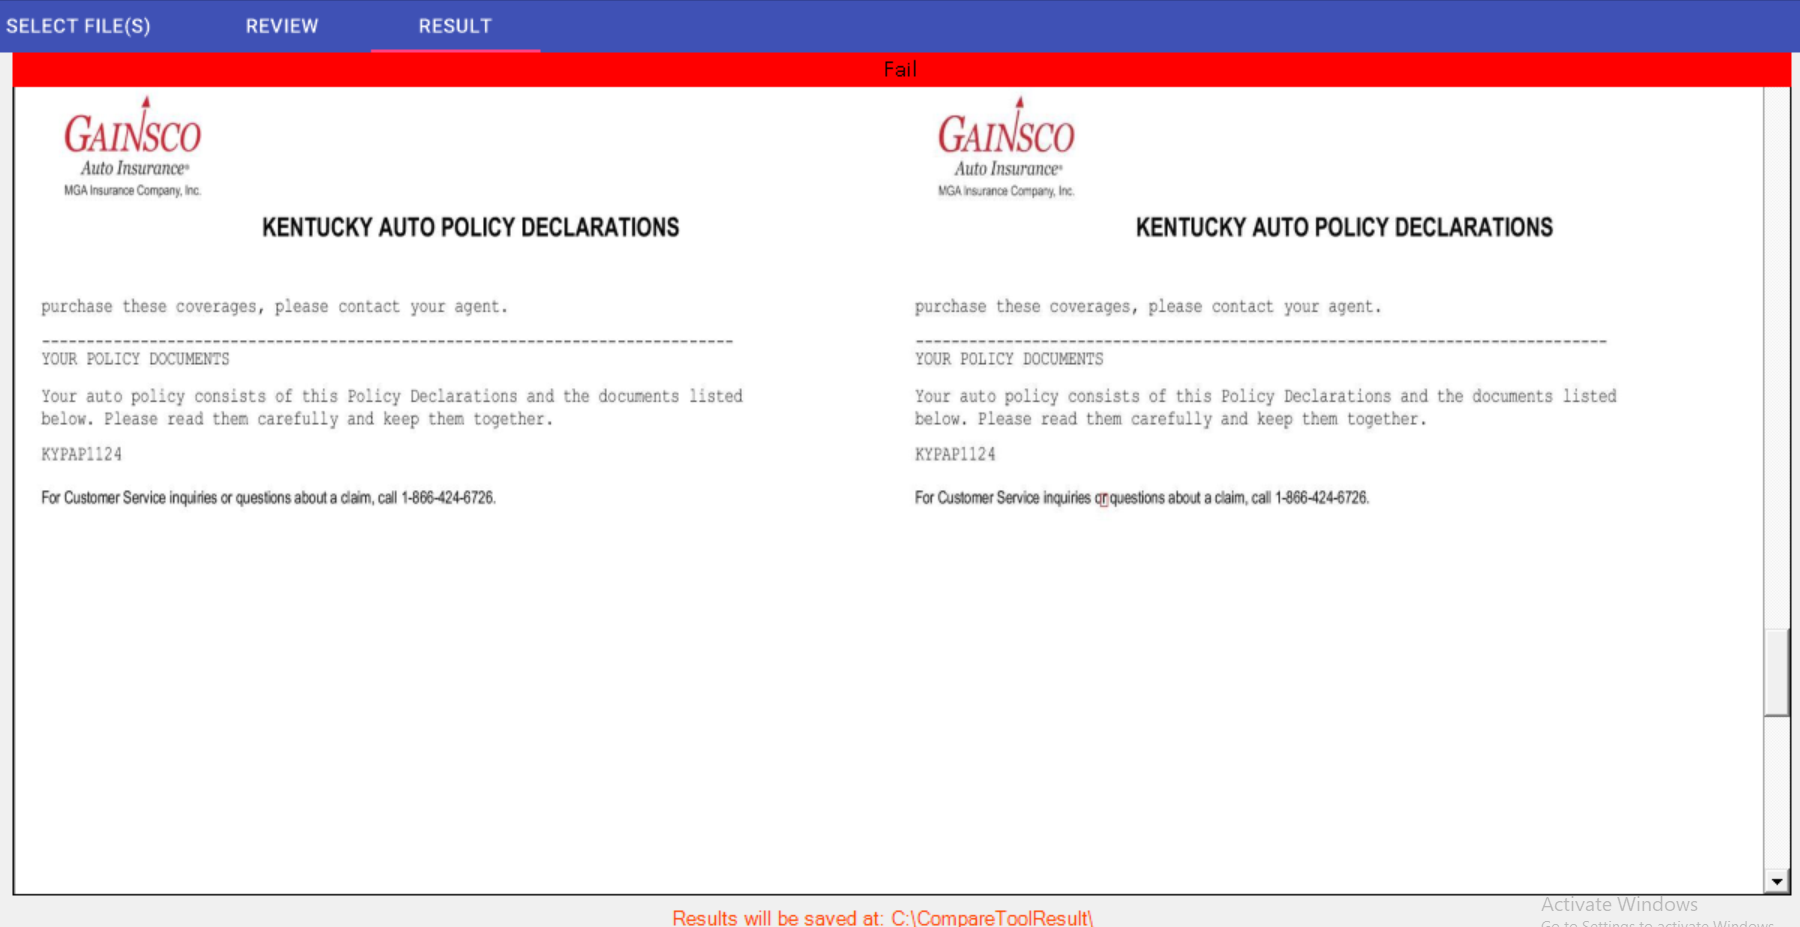 SELECT FILE(S) REVIEW RESULT
Fail
GAINSCO
Auto Insurance®
MGA Insurance Company, Inc.
KENTUCKY AUTO POLICY DECLARATIONS
purchase these coverages, please contact your agent.
-----------------------------------------------------------------------------
YOUR POLICY DOCUMENTS
Your auto policy consists of this Policy Declarations and the documents listed
below. Please read them carefully and keep them together.
KYPAP1124
For Customer Service inquiries or questions about a claim, call 1-866-424-6726.
GAINSCO
Auto Insurance®
MGA Insurance Company, Inc.
KENTUCKY AUTO POLICY DECLARATIONS
purchase these coverages, please contact your agent.
-----------------------------------------------------------------------------
YOUR POLICY DOCUMENTS
Your auto policy consists of this Policy Declarations and the documents listed
below. Please read them carefully and keep them together.
KYPAP1124
For Customer Service inquiries or questions about a claim, call 1-866-424-6726.
Results will be saved at: C:\CompareToolResult\
Activate Windows
Go to Settings to activate Windows.